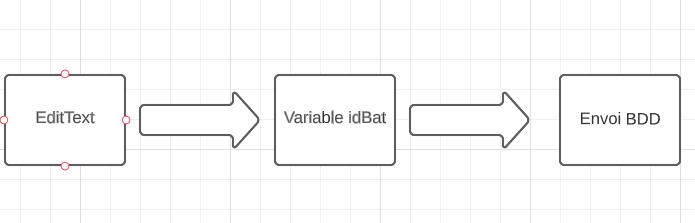 EditText
Variable idBat
Envoi BDD